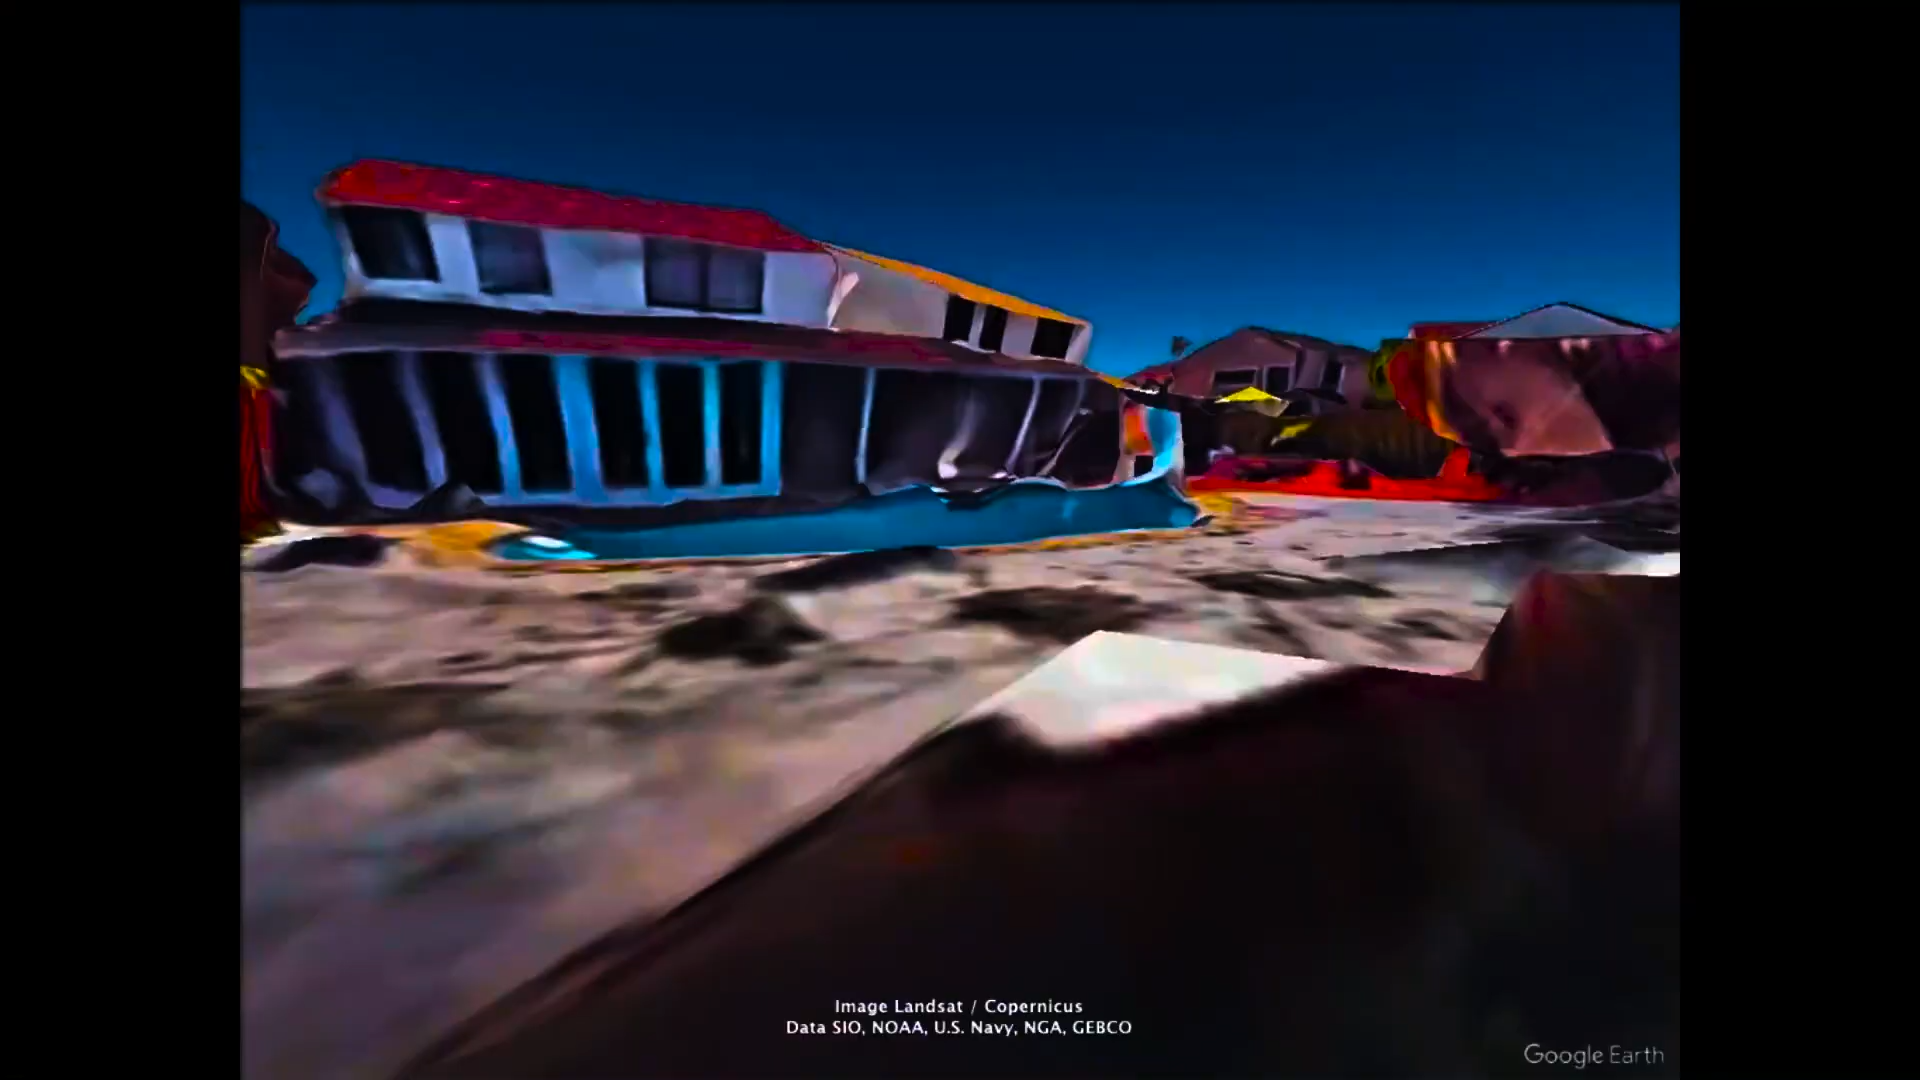 Image Landsat / Copernicus
Data SIO, NOAA, U.S. Navy, NGA, GEBCO
Google Earth